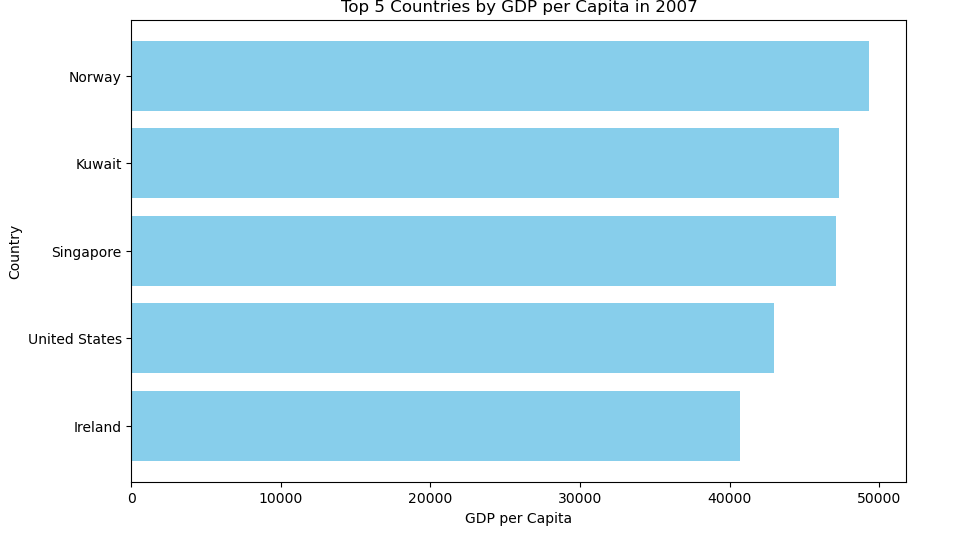 Top 5 Countries by GDP per Capita in 2007
Norway
Kuwait
Singapore
United States
Ireland
Country
0 10000 20000 30000 40000 50000
GDP per Capita